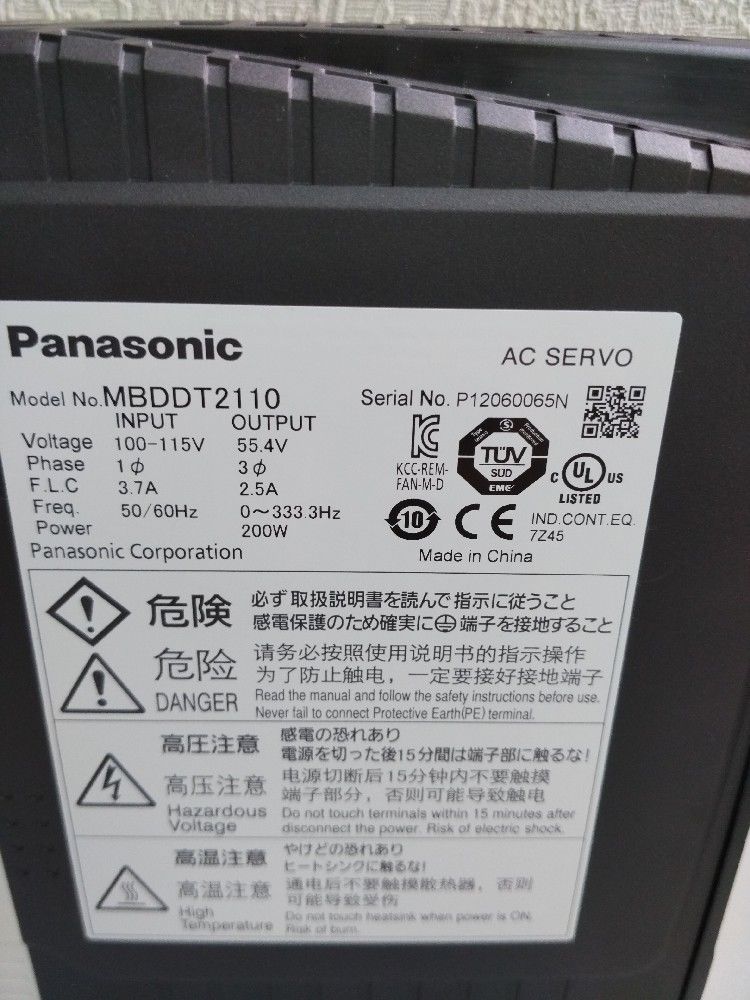 Panasonic
AC SERVO
Model No. MBDDT2110
Serial No. P12060065N
INPUT OUTPUT
Voltage 100-115V 55.4V
Phase 1ϕ 3ϕ
F.L.C 3.7A 2.5A
Freq. 50/60Hz 0～333.3Hz
Power 200W
Panasonic Corporation
KCC-REM-
FAN-M-D
TÜV
SUD
EME
C UL US
LISTED
10
CE
IND.CONT.EQ.
7Z45
Made in China
危険
必ず取扱説明書を読んで指示に従うこと
感電保護のため確実に⏚端子を接地すること
危险
DANGER
请务必按照使用说明书的指示操作
为了防止触电，一定要接好接地端子
Read the manual and follow the safety instructions before use.
Never fail to connect Protective Earth(PE) terminal.
高圧注意
感電の恐れあり
電源を切った後15分間は端子部に触るな!
高压注意
电源切断后15分钟内不要触摸
端子部分，否则可能导致触电
Hazardous
Voltage
Do not touch terminals within 15 minutes after
disconnect the power. Risk of electric shock.
高温注意
やけどの恐れあり
ヒートシンクに触るな!
高温注意
通电后不要触摸散热器，否则
可能导致受伤
High
Temperature
Do not touch heatsink when power is ON.
Risk of burn.